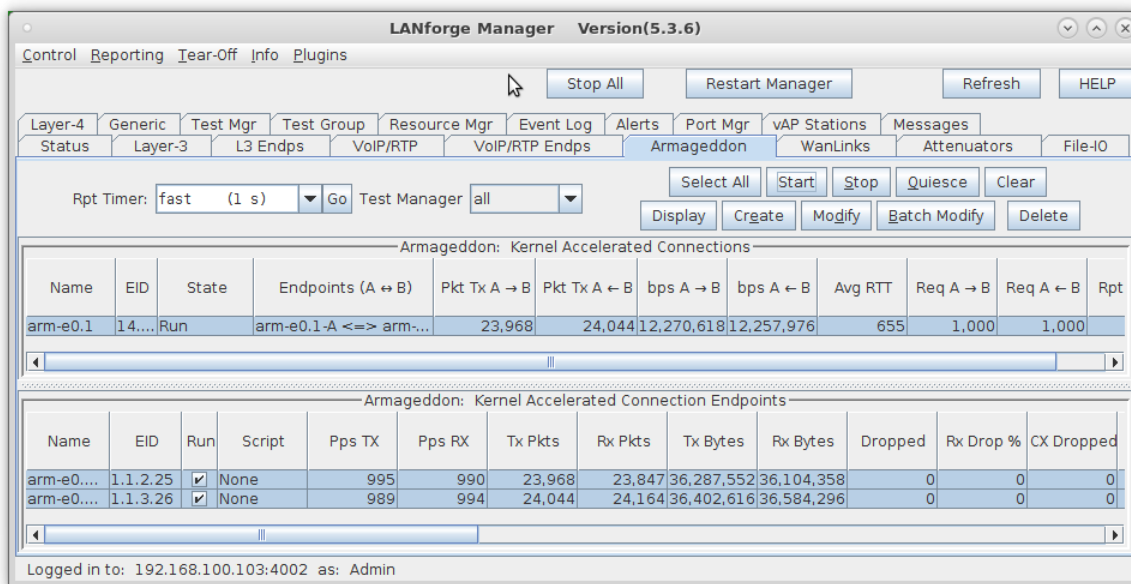 LANforge Manager Version(5.3.6)
Control Reporting Tear-Off Info Plugins
Stop All Restart Manager Refresh HELP
Layer-4 Generic Test Mgr Test Group Resource Mgr Event Log Alerts Port Mgr vAP Stations Messages
Status Layer-3 L3 Endps VoIP/RTP VoIP/RTP Endps Armageddon WanLinks Attenuators File-IO
Rpt Timer: fast (1 s) Go Test Manager all
Select All Start Stop Quiesce Clear
Display Create Modify Batch Modify Delete
Armageddon: Kernel Accelerated Connections
Name EID State Endpoints (A ↔ B) Pkt Tx A → B Pkt Tx A ← B bps A → B bps A ← B Avg RTT Req A → B Req A ← B Rpt
arm-e0.1 14.... Run arm-e0.1-A <=> arm-... 23,968 24,044 12,270,618 12,257,976 655 1,000 1,000
Armageddon: Kernel Accelerated Connection Endpoints
Name EID Run Script Pps TX Pps RX Tx Pkts Rx Pkts Tx Bytes Rx Bytes Dropped Rx Drop % CX Dropped
arm-e0.... 1.1.2.25 None 995 990 23,968 23,847 36,287,552 36,104,358 0 0 0
arm-e0.... 1.1.3.26 None 989 994 24,044 24,164 36,402,616 36,584,296 0 0 0
Logged in to: 192.168.100.103:4002 as: Admin